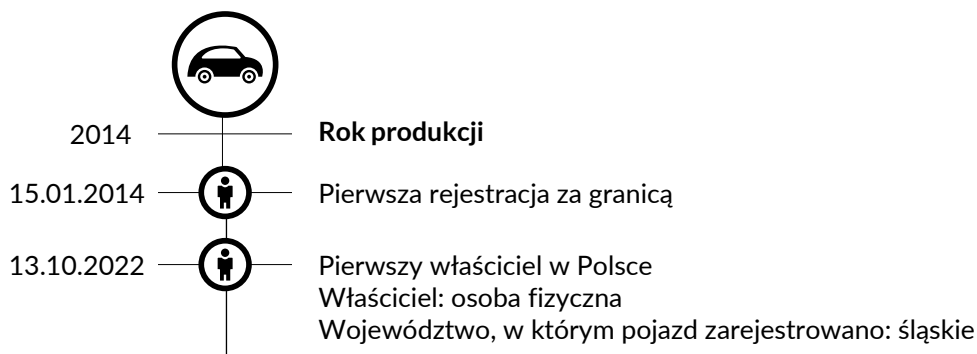 2014 Rok produkcji
15.01.2014 Pierwsza rejestracja za granicą
13.10.2022 Pierwszy właściciel w Polsce
Właściciel: osoba fizyczna
Województwo, w którym pojazd zarejestrowano: śląskie